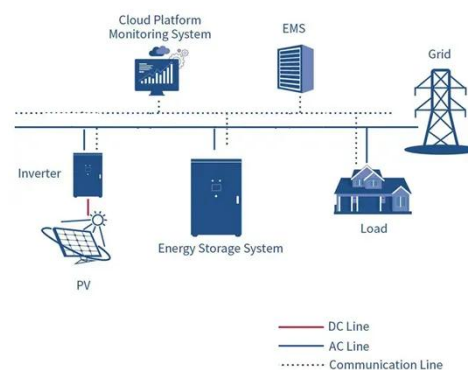 Cloud Platform
Monitoring System
EMS
Grid
Inverter
Energy Storage System
Load
PV
DC Line
AC Line
Communication Line